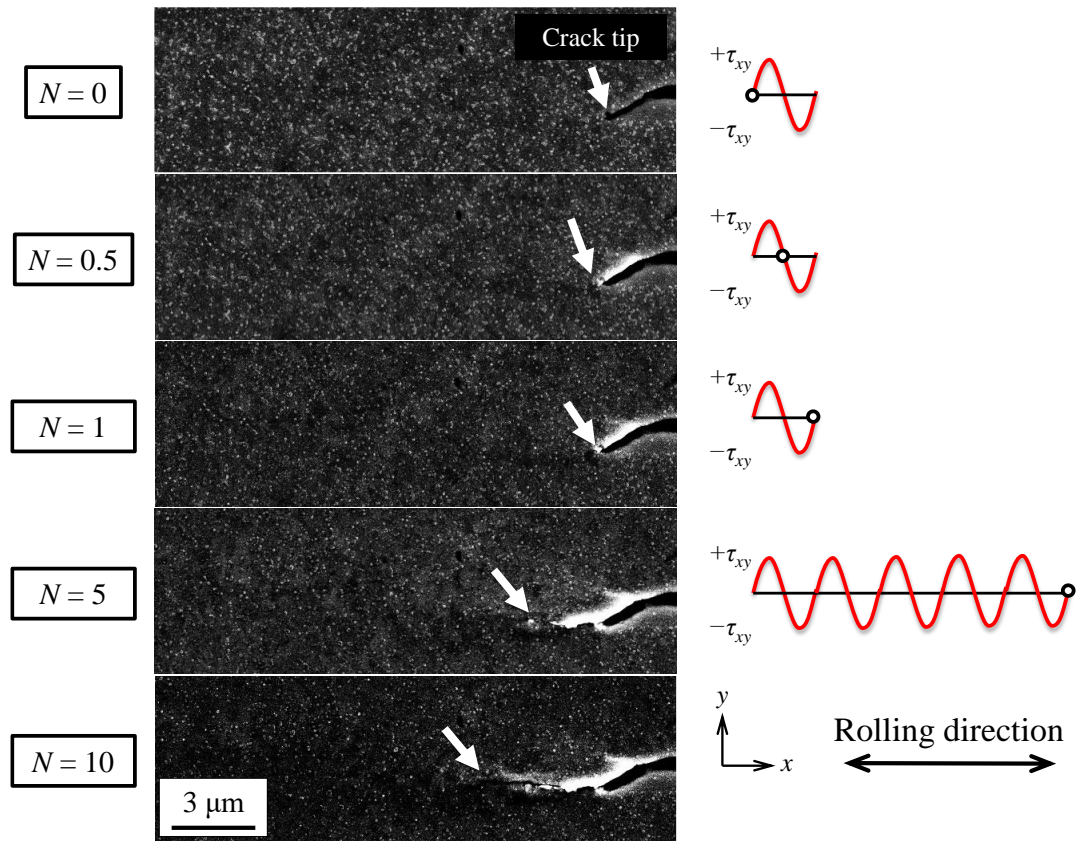 Crack tip
N = 0
+τxy
−τxy
N = 0.5
+τxy
−τxy
N = 1
+τxy
−τxy
N = 5
+τxy
−τxy
N = 10
3 μm
y
x
Rolling direction